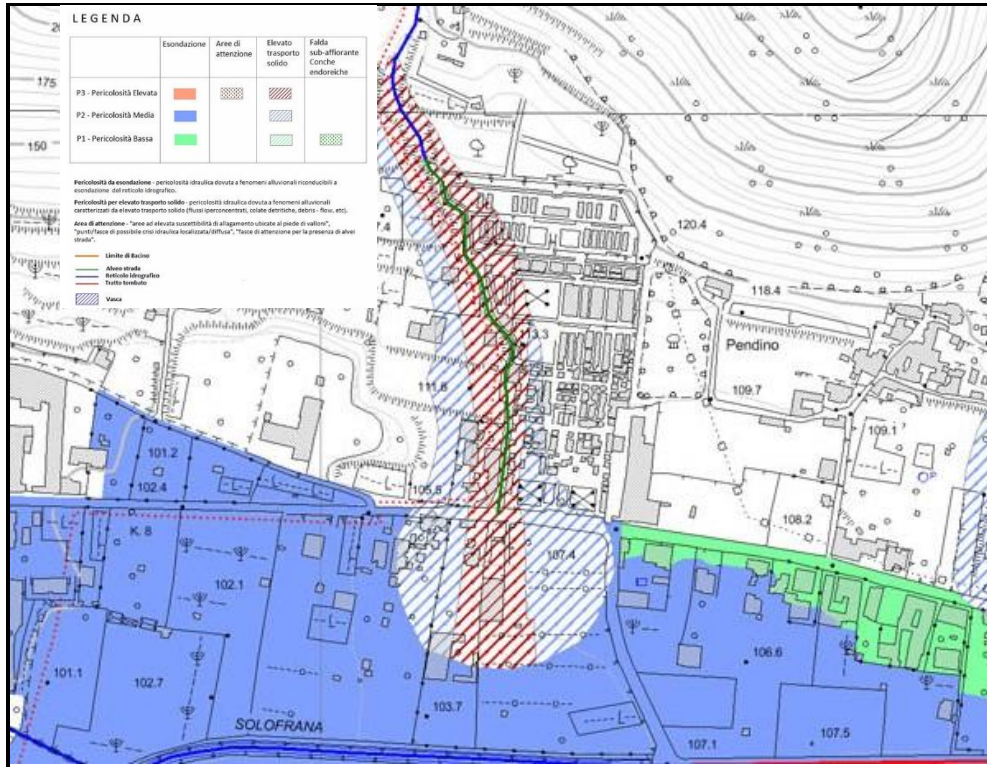 LEGENDA
Esondazione
Aree di attenzione
Elevato trasporto solido
Falda sub-affiorante Conche endoreiche
P3 - Pericolosità Elevata
P2 - Pericolosità Media
P1 - Pericolosità Bassa
Pericolosità da esondazione - pericolosità idraulica dovuta a fenomeni alluvionali riconducibili a
esondazione del reticolo idrografico.
Pericolosità per elevato trasporto solido - pericolosità idraulica dovuta a fenomeni alluvionali
caratterizzati da elevato trasporto solido (flussi iperconcentrati, colate detritiche, debris - flow, etc).
Area di attenzione - "aree ad elevata suscettibilità di allagamento ubicate al piede di valloni",
"punti/fasce di possibile crisi idraulica localizzata/diffusa", "fasce di attenzione per la presenza di alvei
strada".
Limite di Bacino
Alveo strada
Reticolo idrografico
Tratto tombato
Vasca
175
150
120.4
118.4
113.3
Pendino
109.7
111.6
109.1
101.2
102.4
105.5
108.2
K. 8
107.4
102.1
106.6
101.1
102.7
103.7
SOLOFRANA
107.1
107.5